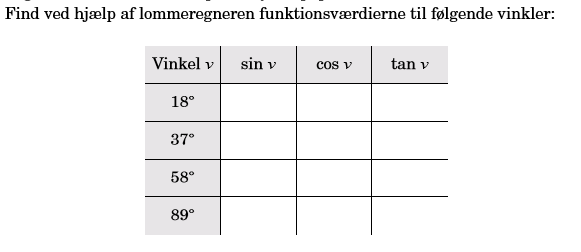 Find ved hjælp af lommeregneren funktionsværdierne til følgende vinkler:
Vinkel v sin v cos v tan v
18°
37°
58°
89°